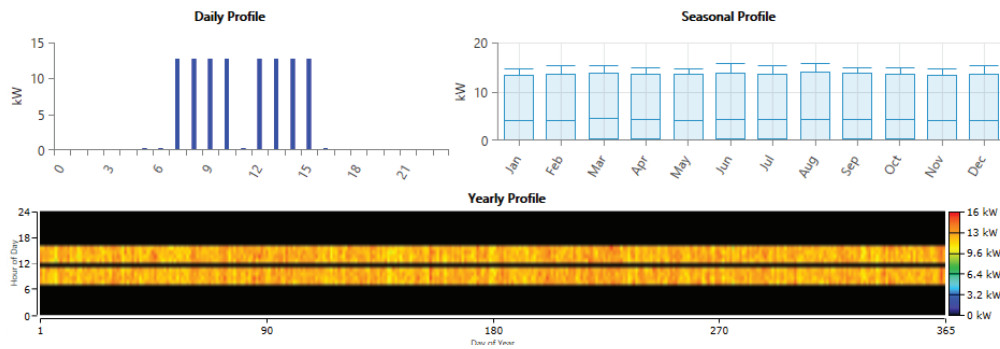 Daily Profile
15
10
5
0
kW
0 3 6 9 12 15 18 21
Seasonal Profile
20
10
0
kW
Jan Feb Mar Apr May Jun Jul Aug Sep Oct Nov Dec
Yearly Profile
24
18
12
6
0
Hour of Day
1 90 180 270 365
Day of Year
16 kW
13 kW
9.6 kW
6.4 kW
3.2 kW
0 kW